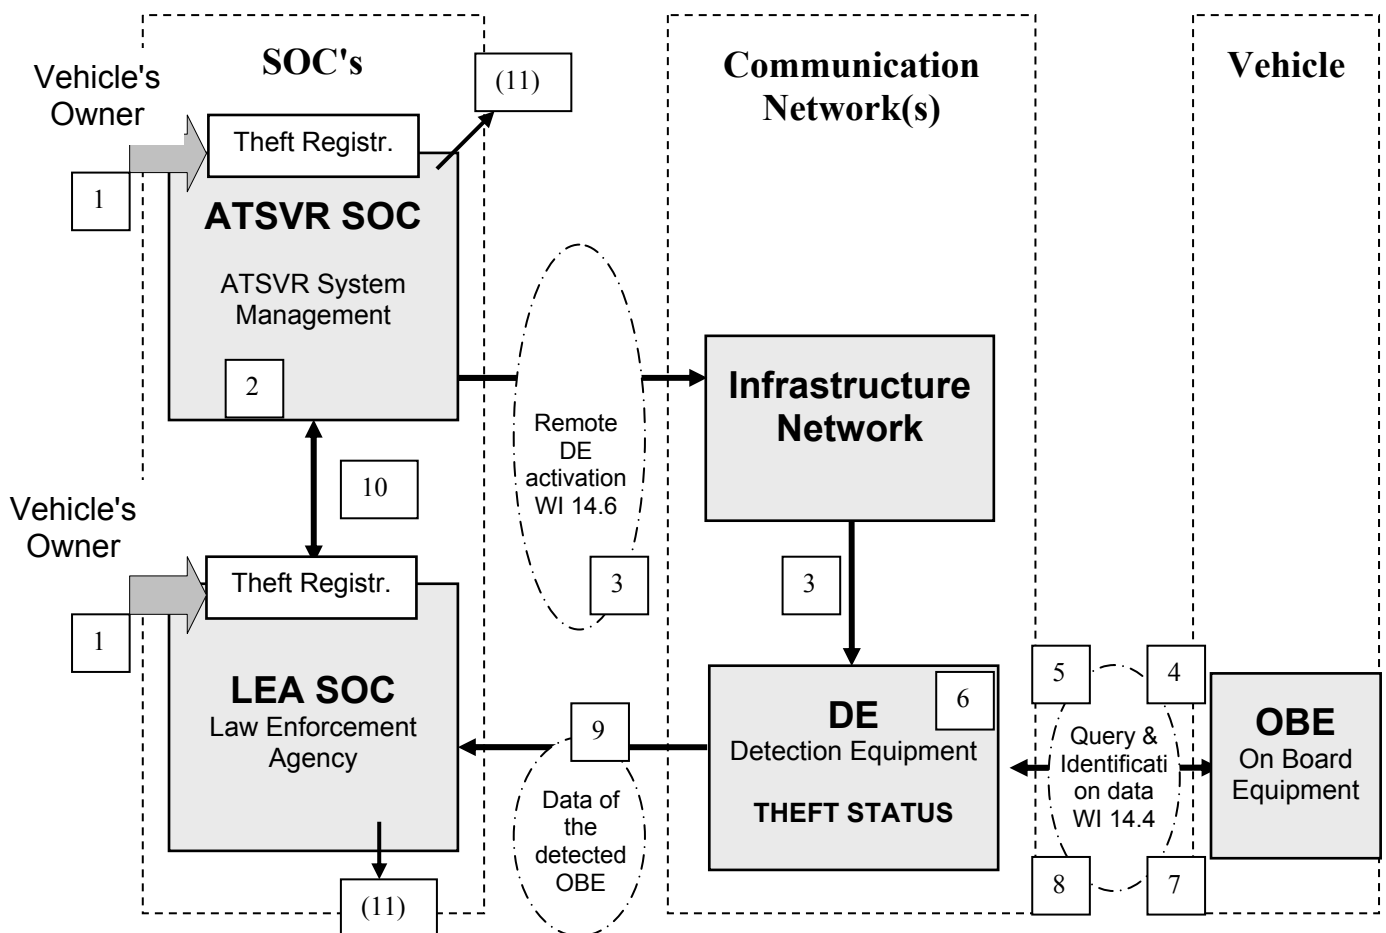 SOC's
Communication
Network(s)
Vehicle
Vehicle's
Owner
(11)
Theft Registr.
1
ATSVR SOC
ATSVR System
Management
2
Remote
DE
activation
WI 14.6
3
Infrastructure
Network
10
3
Vehicle's
Owner
Theft Registr.
1
LEA SOC
Law Enforcement
Agency
(11)
9
Data of
the
detected
OBE
DE
6
Detection Equipment
THEFT STATUS
5
4
Query &
Identificati
on data
WI 14.4
8
7
OBE
On Board
Equipment